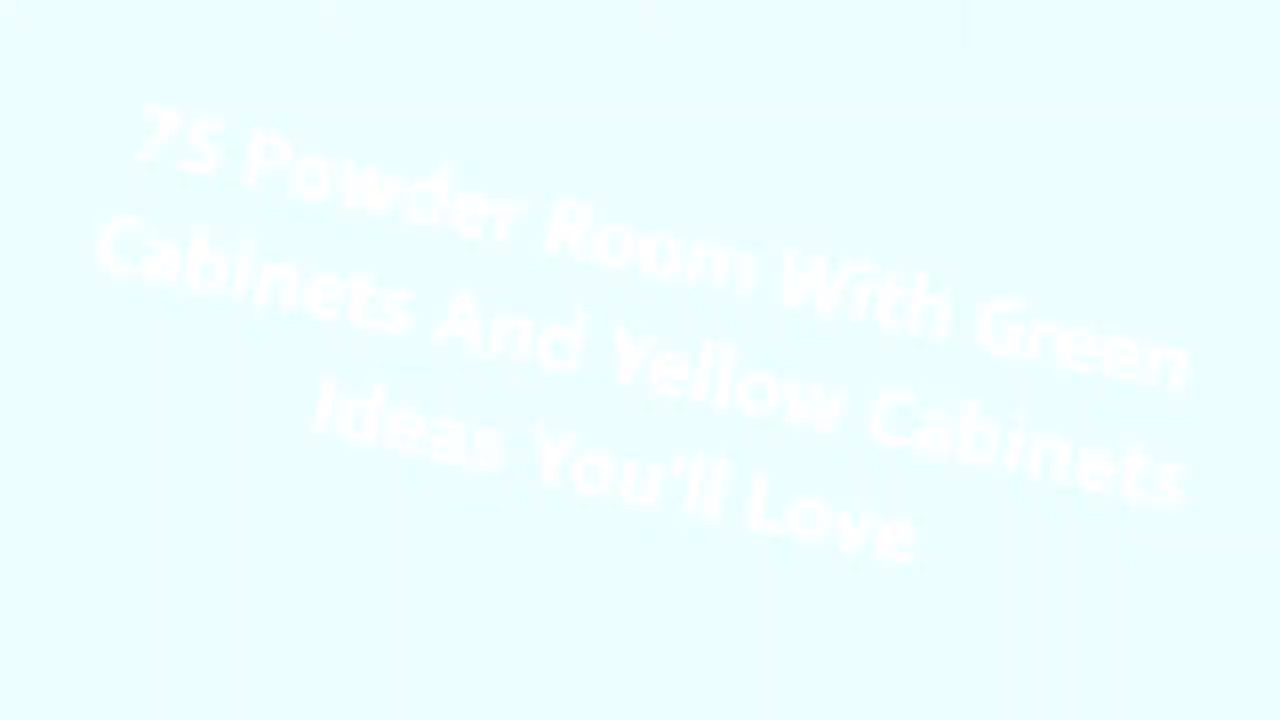 75 Powder Room With Green
Cabinets And Yellow Cabinets
Ideas You'll Love